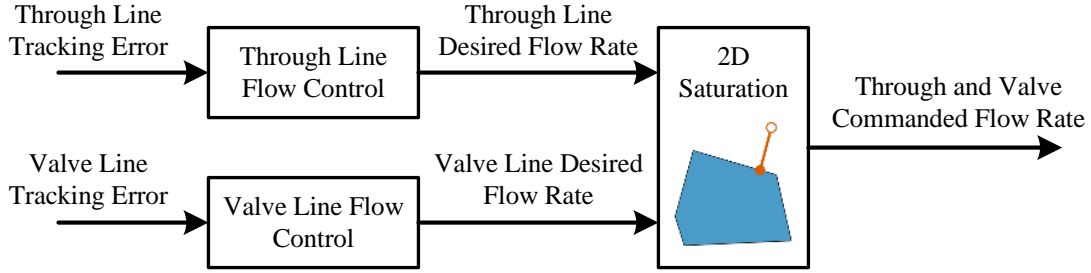 Through Line
Tracking Error
Through Line
Flow Control
Through Line
Desired Flow Rate
2D
Saturation
Through and Valve
Commanded Flow Rate
Valve Line
Tracking Error
Valve Line Flow
Control
Valve Line Desired
Flow Rate